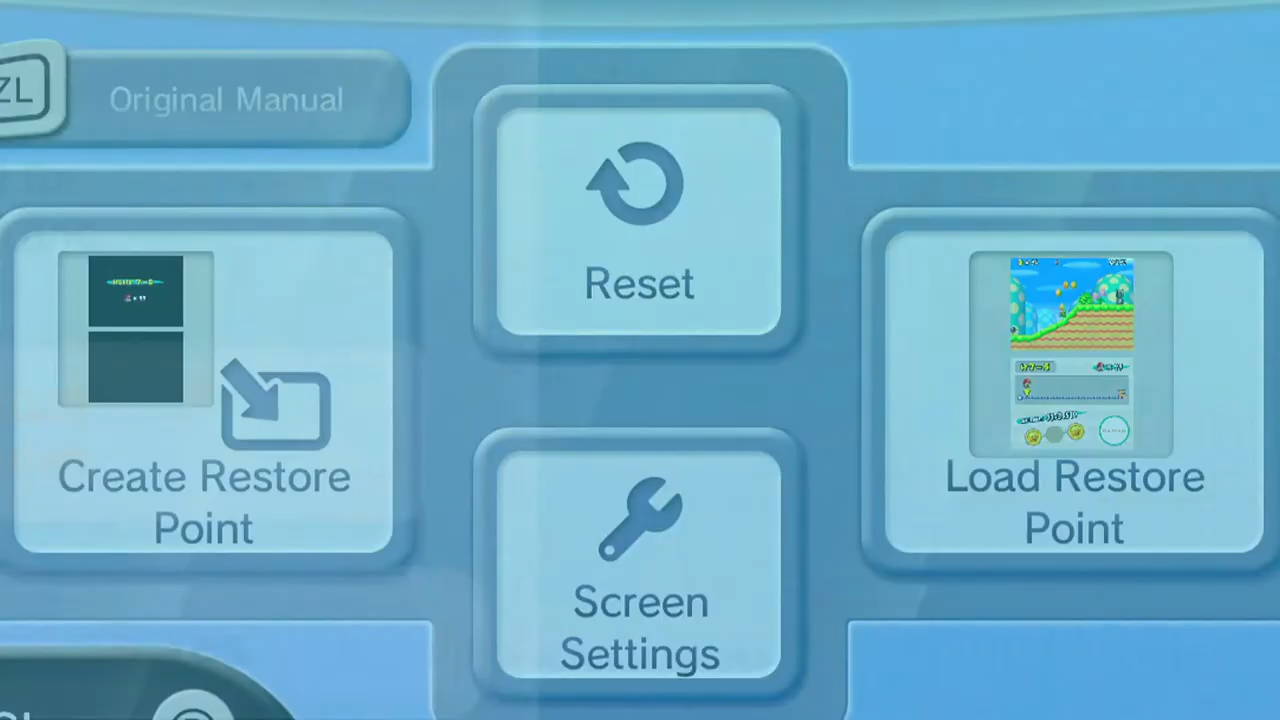 ZL
Original Manual
Reset
Create Restore
Point
Load Restore
Point
Screen
Settings